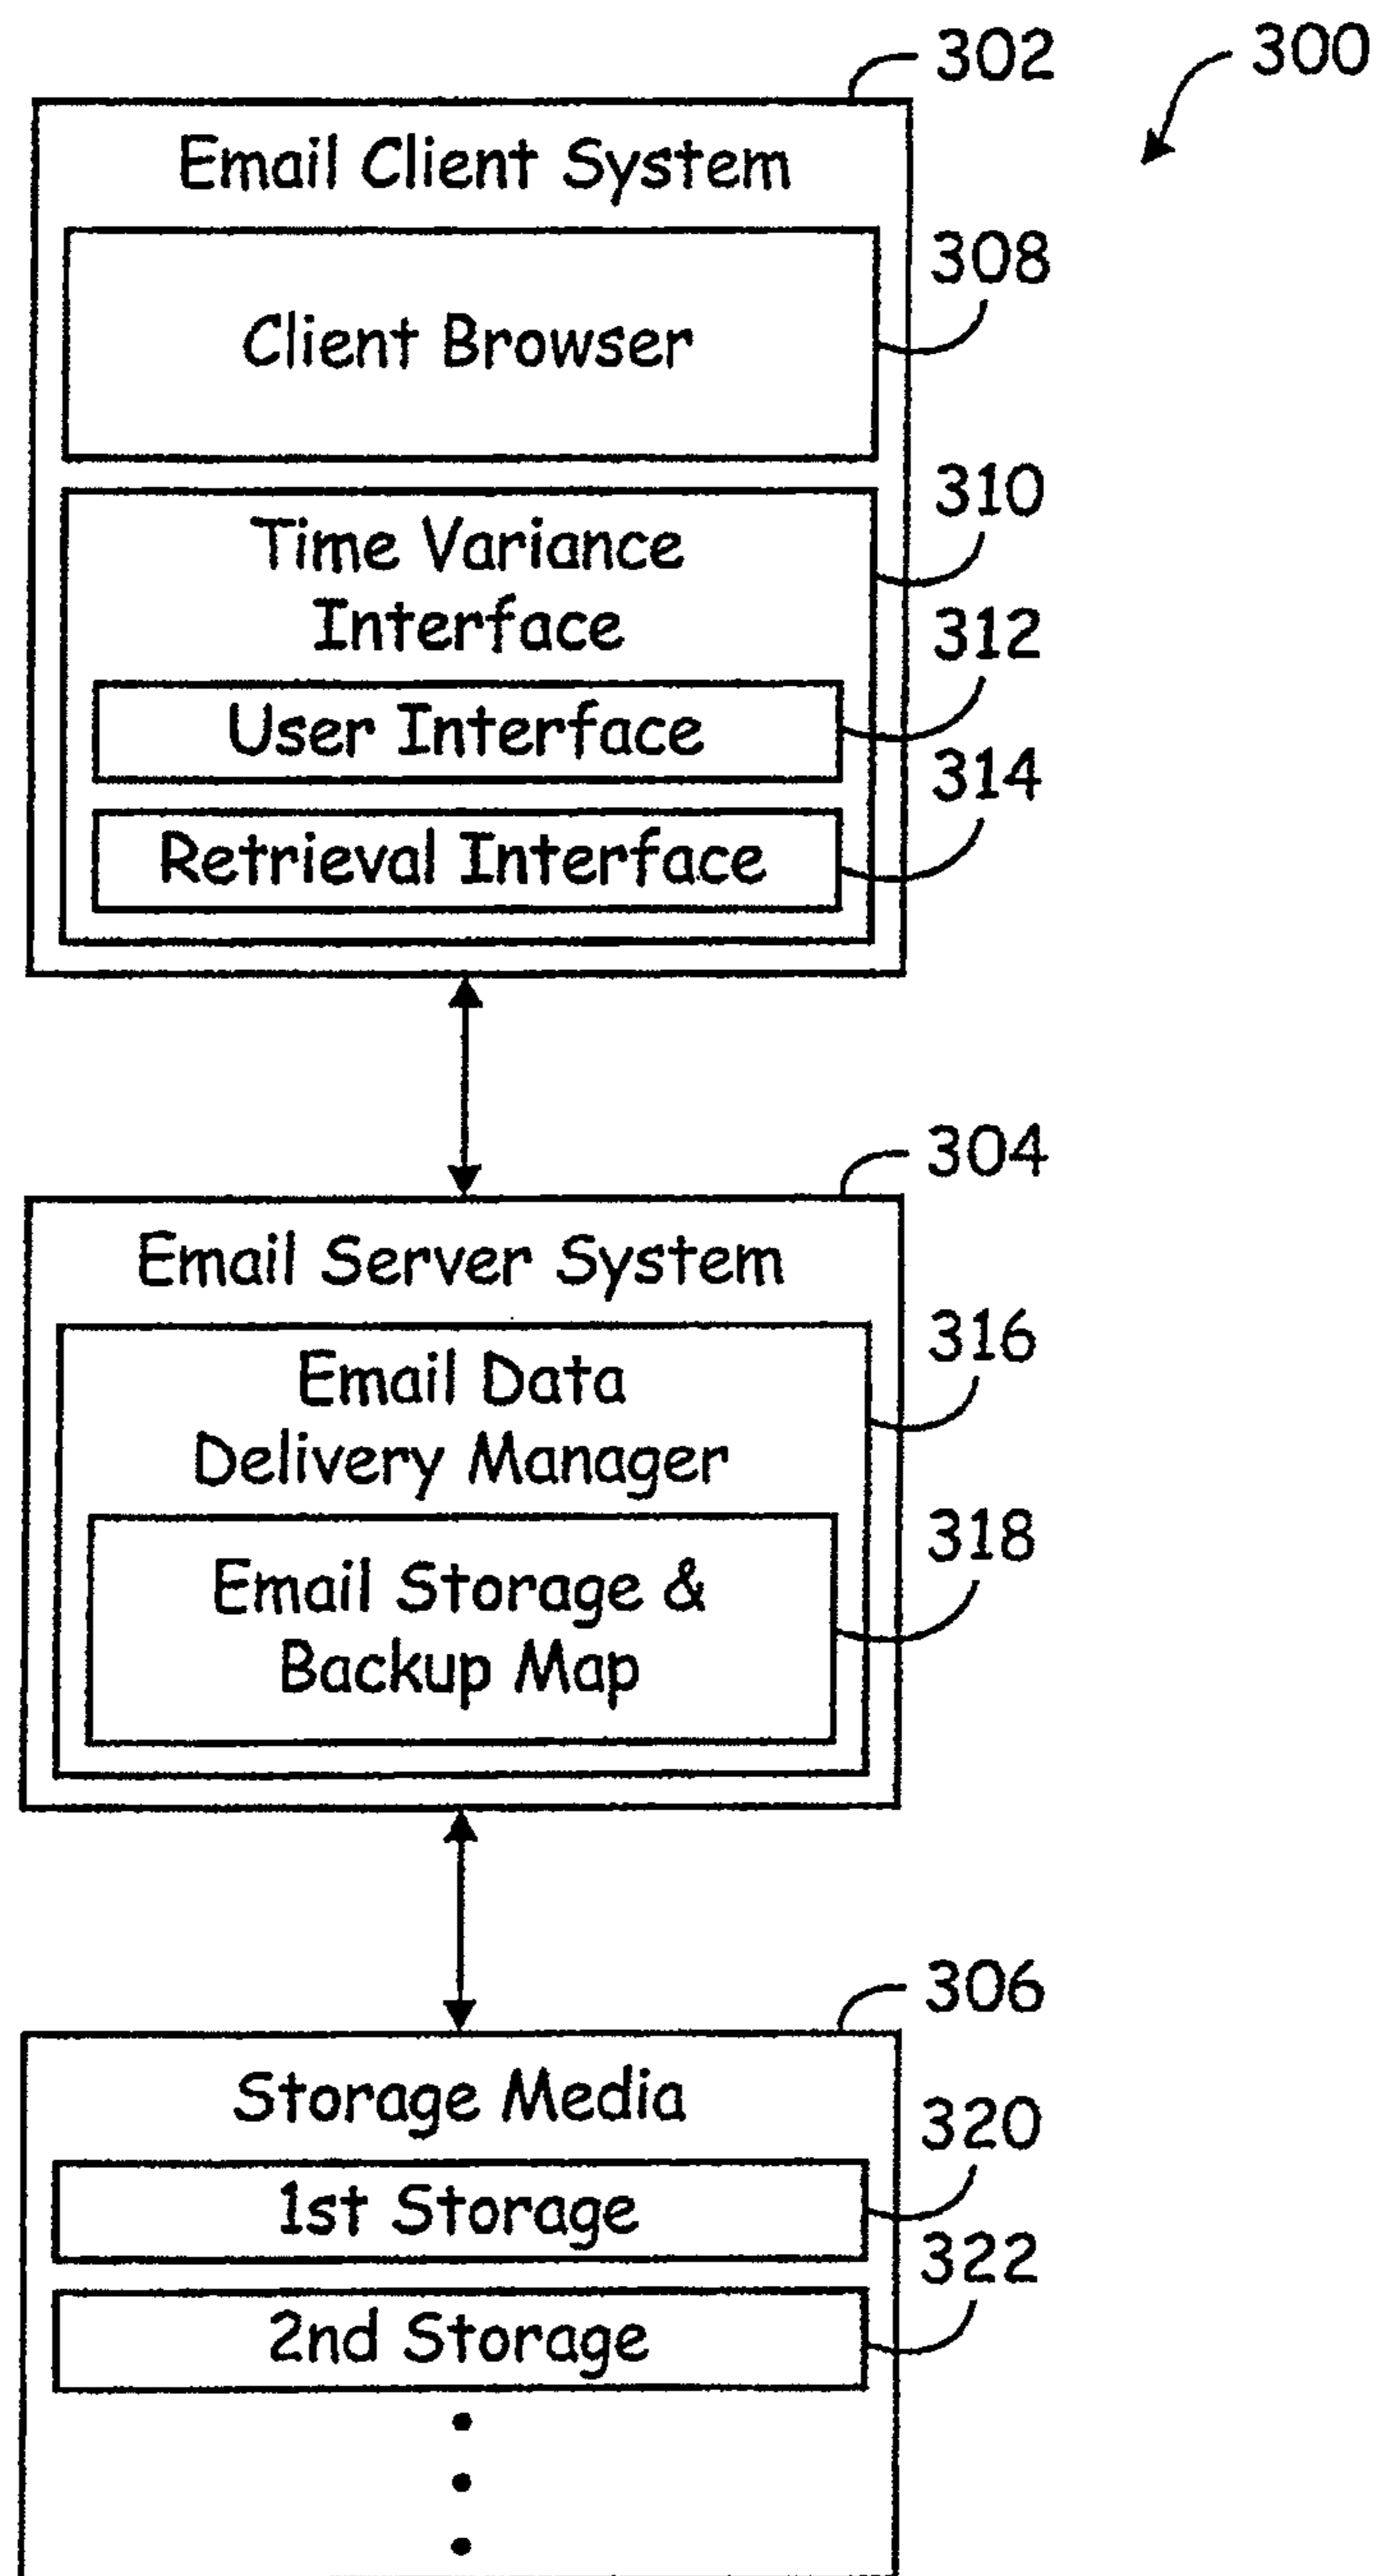 302
300
Email Client System
308
Client Browser
310
Time Variance
Interface
312
User Interface
314
Retrieval Interface
304
Email Server System
316
Email Data
Delivery Manager
318
Email Storage &
Backup Map
306
Storage Media
320
1st Storage
322
2nd Storage